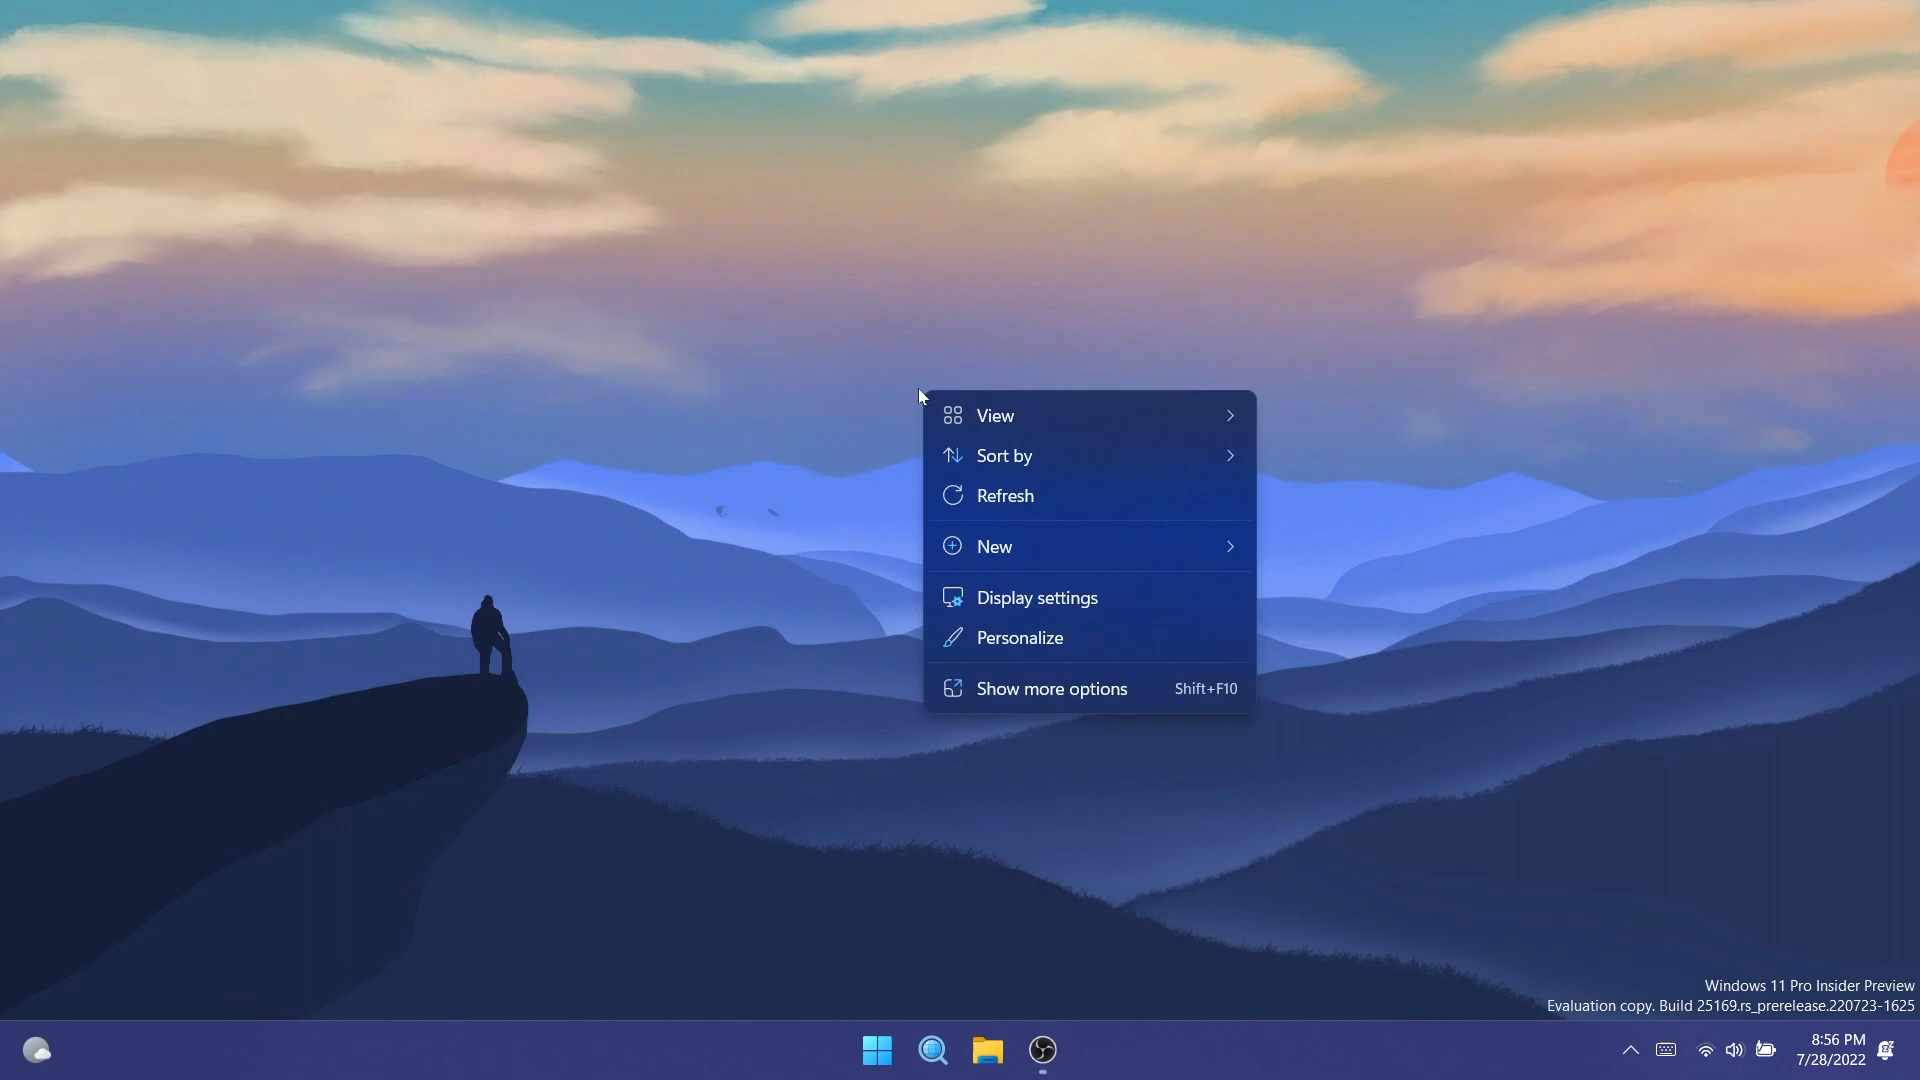 View
Sort by
Refresh
New
Display settings
Personalize
Show more options Shift+F10
Windows 11 Pro Insider Preview
Evaluation copy. Build 25169.rs_prerelease.220723-1625
8:56 PM
7/28/2022